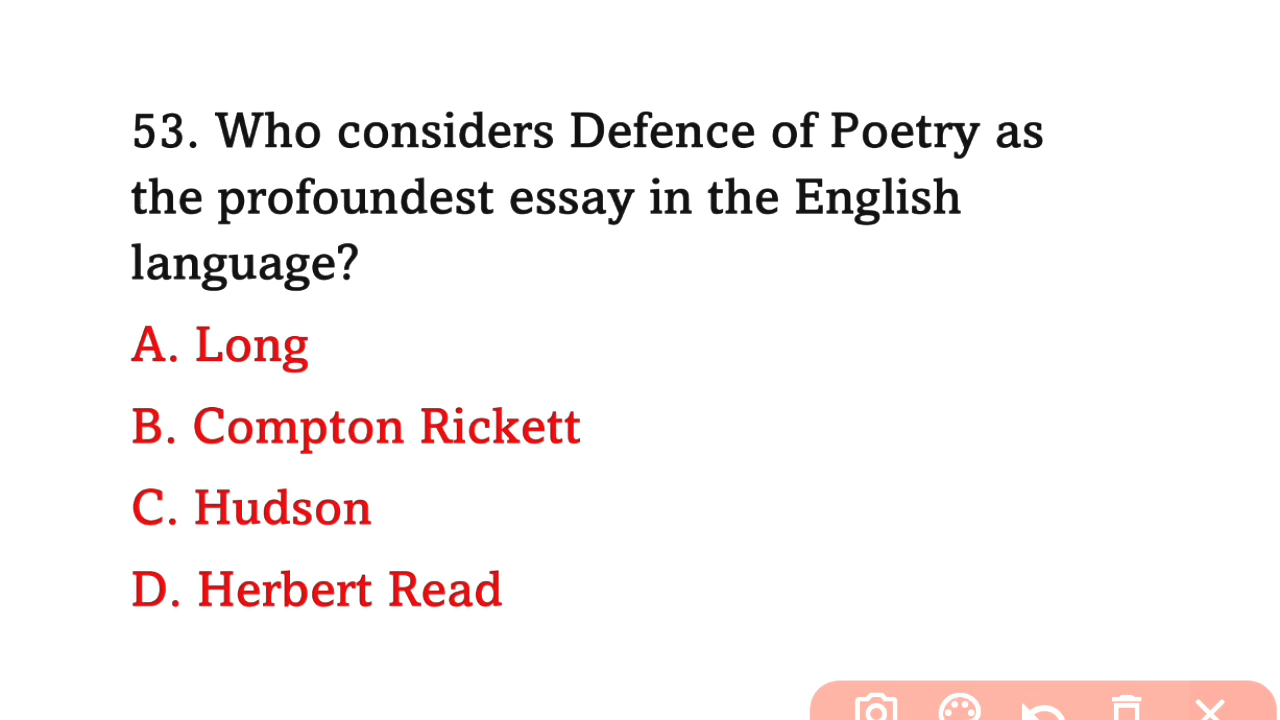 53. Who considers Defence of Poetry as
the profoundest essay in the English
language?
A. Long
B. Compton Rickett
C. Hudson
D. Herbert Read